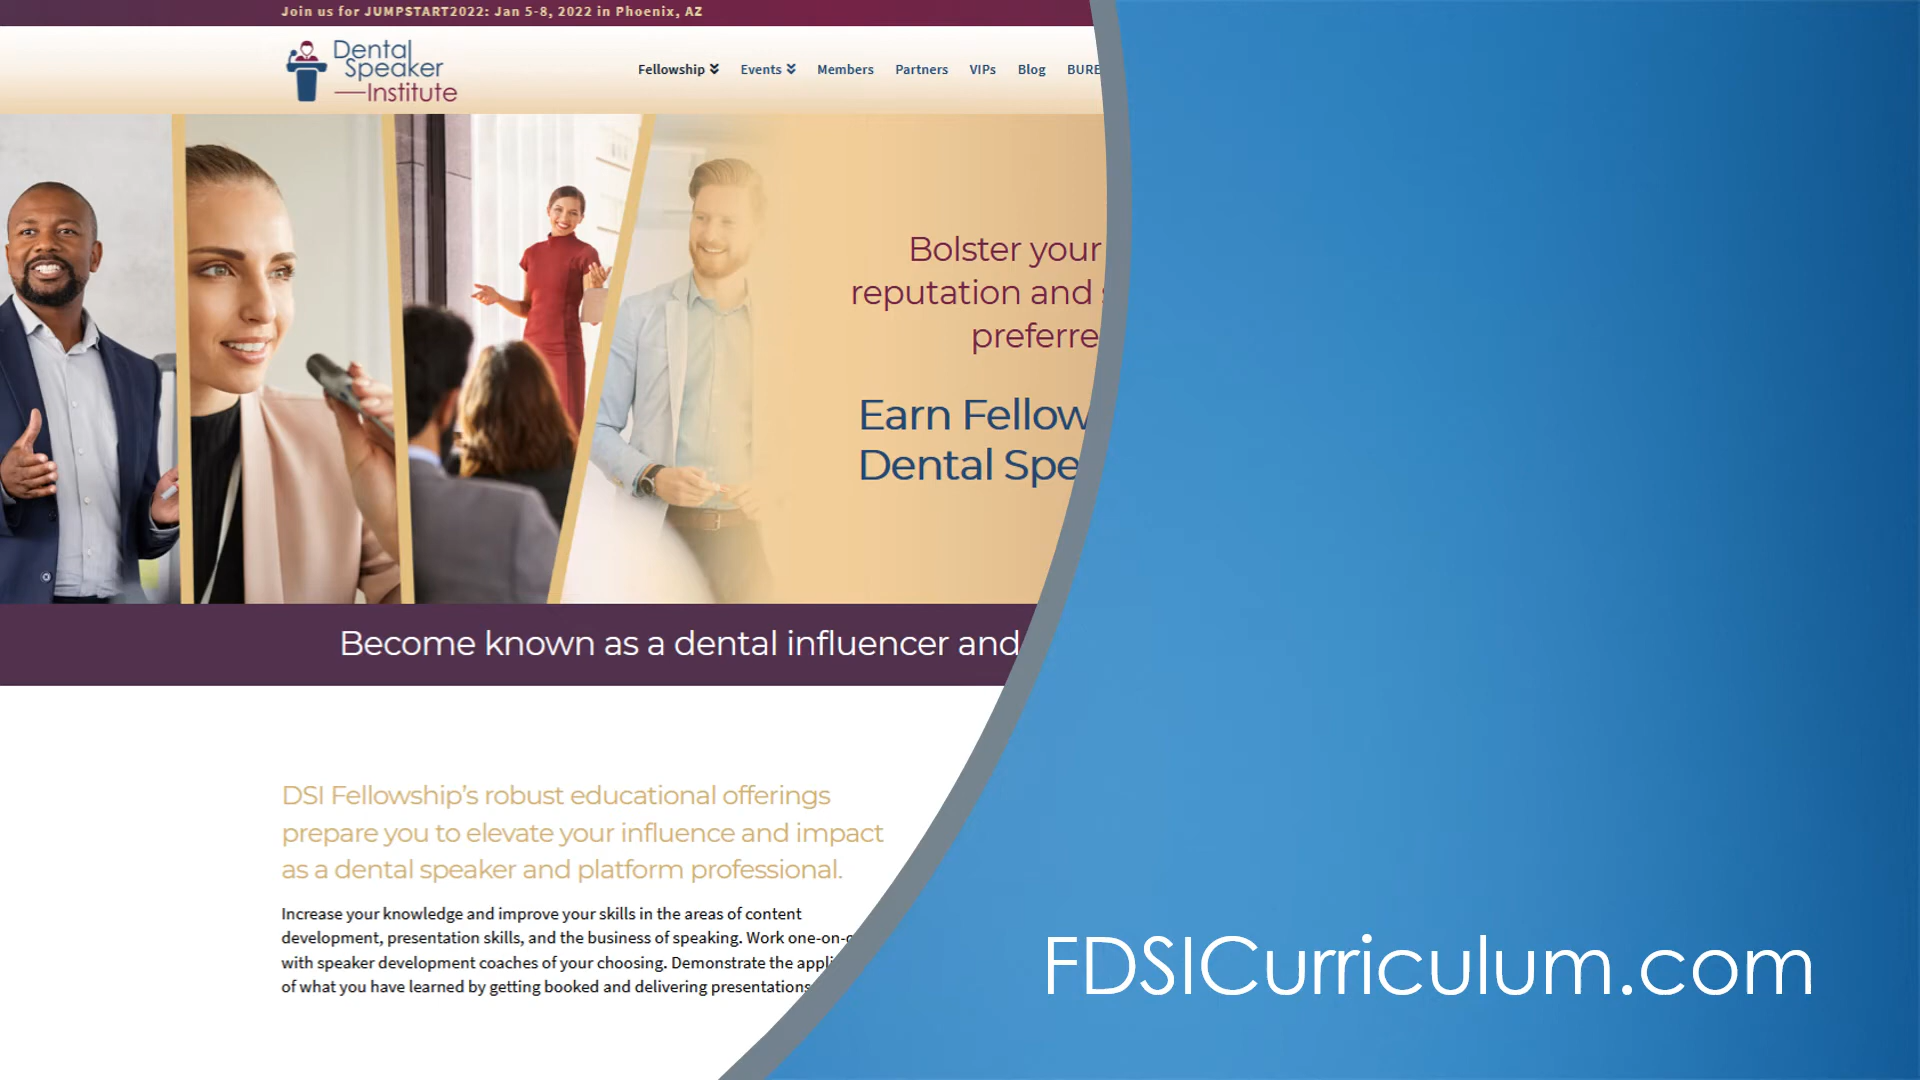 Join us for JUMPSTART2022: Jan 5-8, 2022 in Phoenix, AZ
Dental
Speaker
Institute
Fellowship Events Members Partners VIPs Blog
Bolster your
reputation and
Earn
Dental
Become known as a dental influencer and
DSI Fellowship’s robust educational offerings
prepare you to elevate your influence and impact
as a dental speaker and platform professional.
Increase your knowledge and improve your skills in the areas of content
development, presentation skills, and the business of speaking. Work
with speaker development coaches of your choosing. Demonstrate the
of what you have learned by getting booked and delivering presentations
FDSICurriculum.com